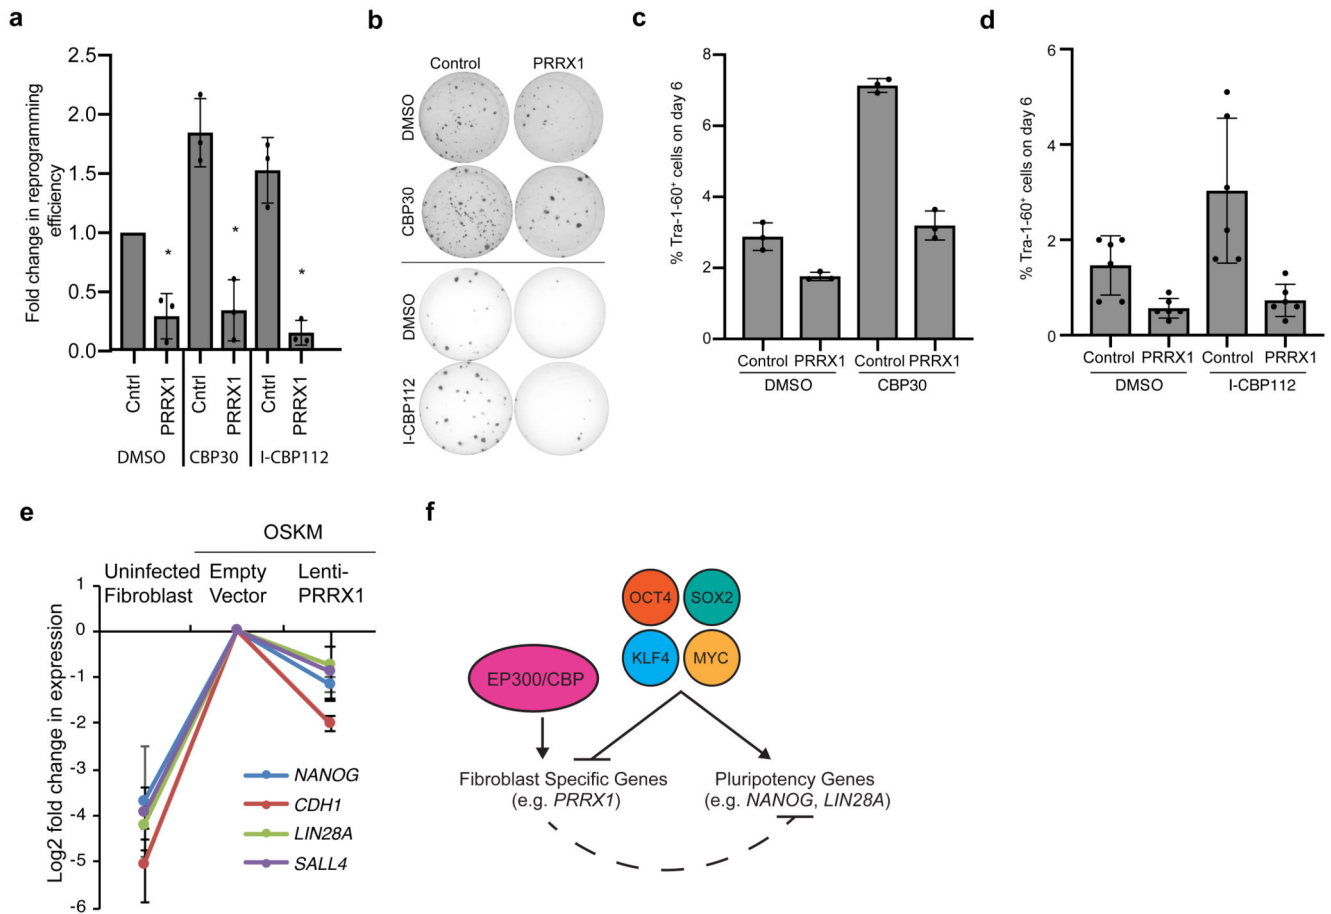 a
Fold change in reprogramming
efficiency
2.5
2.0
1.5
1.0
0.5
0.0
*
*
*
Cntrl
PRRX1
Cntrl
PRRX1
Cntrl
PRRX1
DMSO
CBP30
I-CBP112
b
Control
PRRX1
DMSO
CBP30
DMSO
I-CBP112
c
% Tra-1-60+ cells on day 6
8
6
4
2
0
Control
PRRX1
Control
PRRX1
DMSO
CBP30
d
% Tra-1-60+ cells on day 6
6
4
2
0
Control
PRRX1
Control
PRRX1
DMSO
I-CBP112
e
OSKM
Uninfected
Fibroblast
Empty
Vector
Lenti-
PRRX1
Log2 fold change in expression
1
0
-1
-2
-3
-4
-5
-6
NANOG
CDH1
LIN28A
SALL4
f
OCT4
SOX2
KLF4
MYC
EP300/CBP
Fibroblast Specific Genes
(e.g. PRRX1)
Pluripotency Genes
(e.g. NANOG, LIN28A)